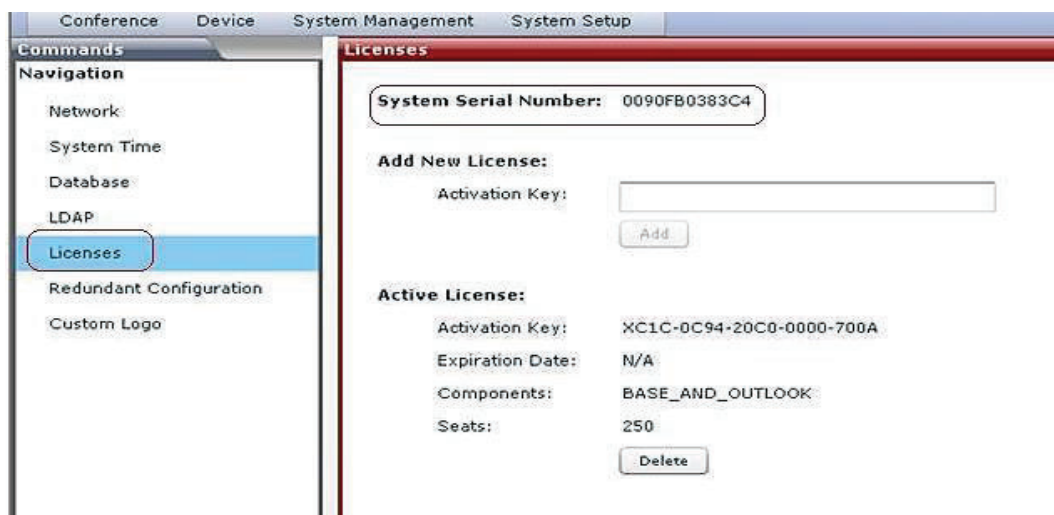 Conference Device System Management System Setup
Commands
Navigation
Network
System Time
Database
LDAP
Licenses
Redundant Configuration
Custom Logo
Licenses
System Serial Number: 0090FB0383C4
Add New License:
Activation Key:
Add
Active License:
Activation Key: XC1C-0C94-20C0-0000-700A
Expiration Date: N/A
Components: BASE_AND_OUTLOOK
Seats: 250
Delete